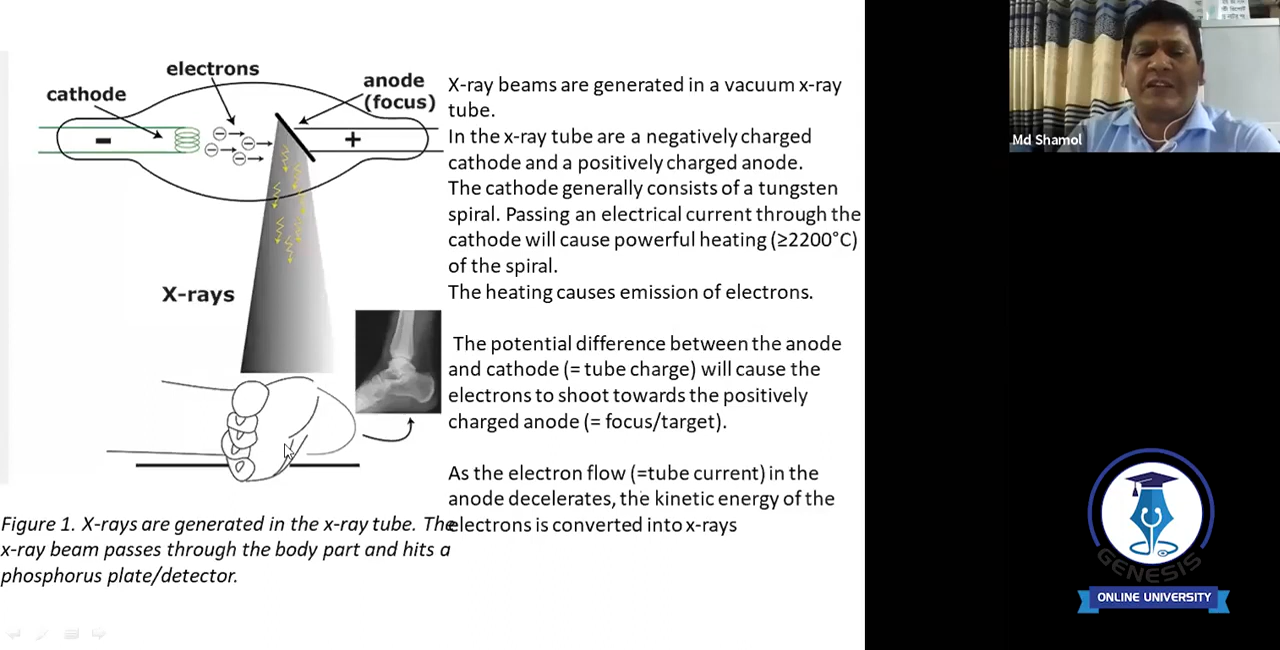 electrons
cathode
anode
(focus)
X-rays
Figure 1. X-rays are generated in the x-ray tube. The
x-ray beam passes through the body part and hits a
phosphorus plate/detector.
X-ray beams are generated in a vacuum x-ray
tube.
In the x-ray tube are a negatively charged
cathode and a positively charged anode.
The cathode generally consists of a tungsten
spiral. Passing an electrical current through the
cathode will cause powerful heating (≥2200°C)
of the spiral.
The heating causes emission of electrons.
The potential difference between the anode
and cathode (= tube charge) will cause the
electrons to shoot towards the positively
charged anode (= focus/target).
As the electron flow (=tube current) in the
anode decelerates, the kinetic energy of the
electrons is converted into x-rays
Md Shamol
GENESIS
ONLINE UNIVERSITY